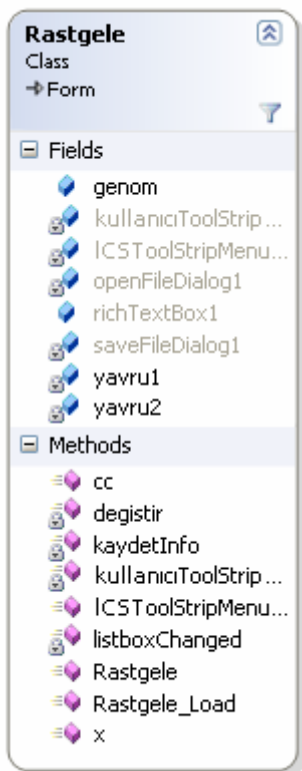 Rastgele
Class
Form
Fields
genom
kullanıcıToolStrip ...
lCSToolStripMenu...
openFileDialog1
richTextBox1
saveFileDialog1
yavru1
yavru2
Methods
cc
degistir
kaydetInfo
kullanıcıToolStrip ...
lCSToolStripMenu...
listboxChanged
Rastgele
Rastgele_Load
x